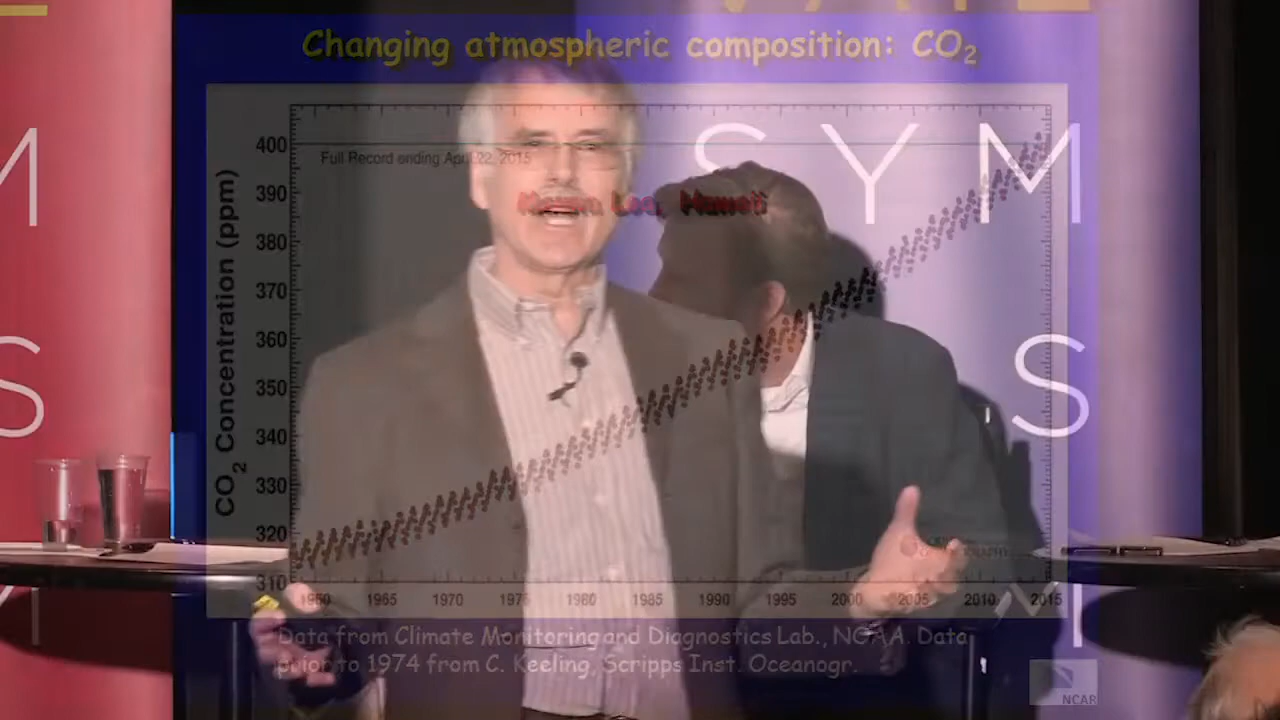 Changing atmospheric composition: CO₂
Full Record ending April 22, 2015
Mauna Loa, Hawaii
SYM
S
M
S
CO₂ Concentration (ppm)
400
390
380
370
360
350
340
330
320
310
1960 1965 1970 1975 1980 1985 1990 1995 2000 2005 2010 2015
Data from Climate Monitoring and Diagnostics Lab., NOAA. Data
prior to 1974 from C. Keeling, Scripps Inst. Oceanogr.
NCAR